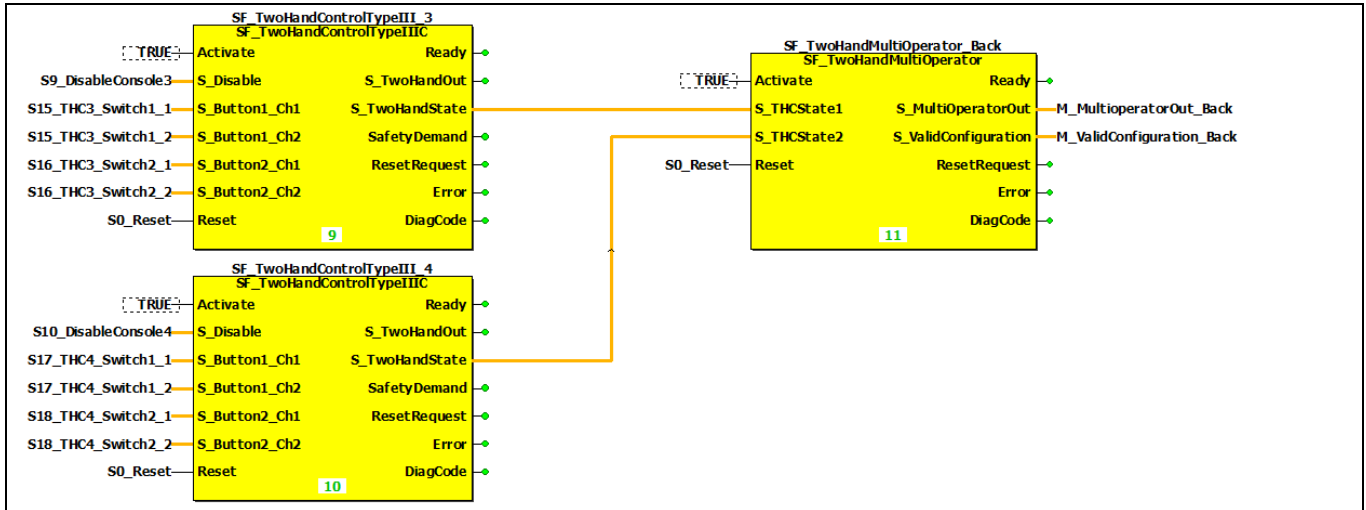 SF_TwoHandControlTypeIII_3
SF_TwoHandControlTypeIIIC
TRUE Activate Ready
S9_DisableConsole3 S_Disable S_TwoHandOut
S15_THC3_Switch1_1 S_Button1_Ch1 S_TwoHandState
S15_THC3_Switch1_2 S_Button1_Ch2 SafetyDemand
S16_THC3_Switch2_1 S_Button2_Ch1 ResetRequest
S16_THC3_Switch2_2 S_Button2_Ch2 Error
S0_Reset Reset DiagCode
9
SF_TwoHandMultiOperator_Back
SF_TwoHandMultiOperator
TRUE Activate Ready
S_THCState1 S_MultiOperatorOut M_MultioperatorOut_Back
S_THCState2 S_ValidConfiguration M_ValidConfiguration_Back
S0_Reset Reset ResetRequest
Error
DiagCode
11
SF_TwoHandControlTypeIII_4
SF_TwoHandControlTypeIIIC
TRUE Activate Ready
S10_DisableConsole4 S_Disable S_TwoHandOut
S17_THC4_Switch1_1 S_Button1_Ch1 S_TwoHandState
S17_THC4_Switch1_2 S_Button1_Ch2 SafetyDemand
S18_THC4_Switch2_1 S_Button2_Ch1 ResetRequest
S18_THC4_Switch2_2 S_Button2_Ch2 Error
S0_Reset Reset DiagCode
10